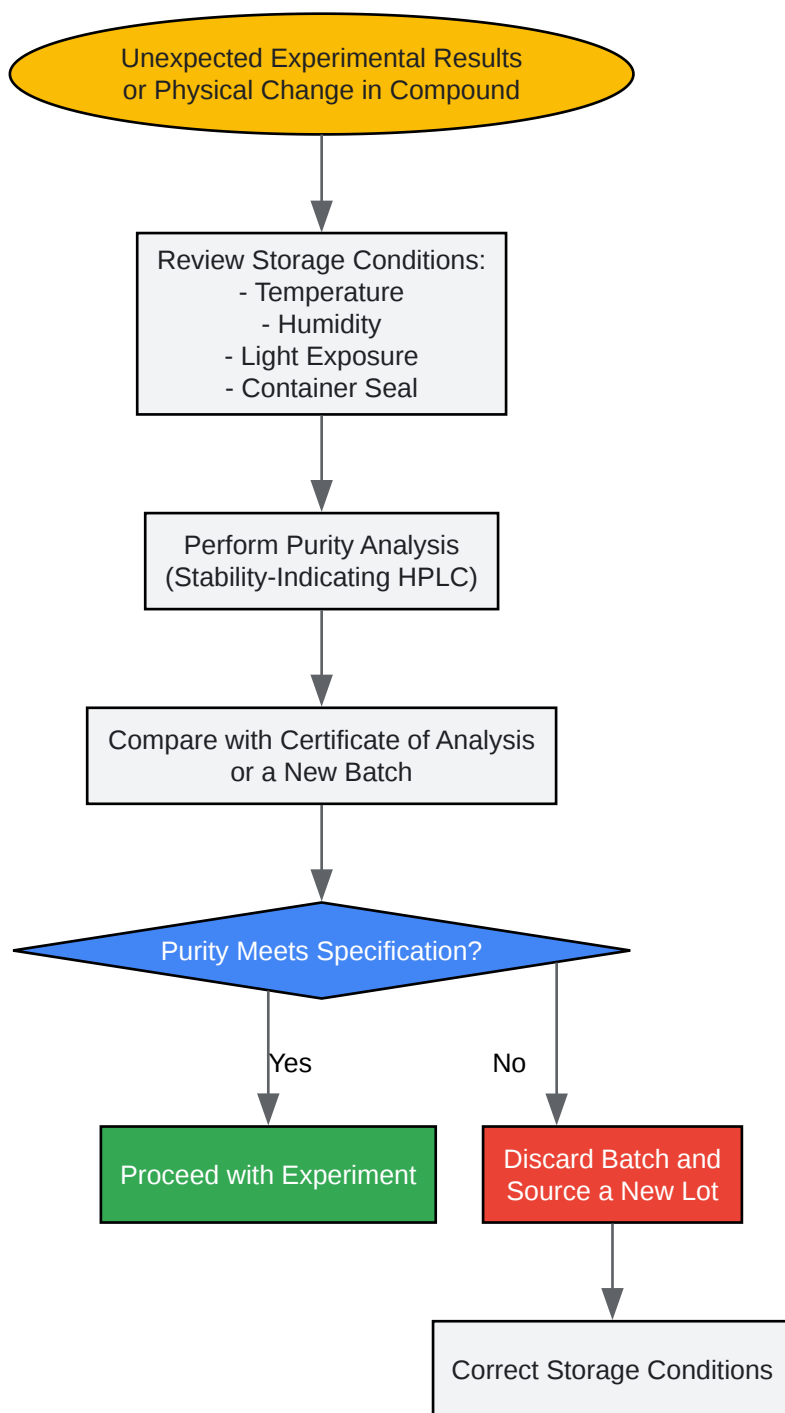 Unexpected Experimental Results
or Physical Change in Compound
Review Storage Conditions:
- Temperature
- Humidity
- Light Exposure
- Container Seal
Perform Purity Analysis
(Stability-Indicating HPLC)
Compare with Certificate of Analysis
or a New Batch
Purity Meets Specification?
Yes
No
Proceed with Experiment
Discard Batch and
Source a New Lot
Correct Storage Conditions